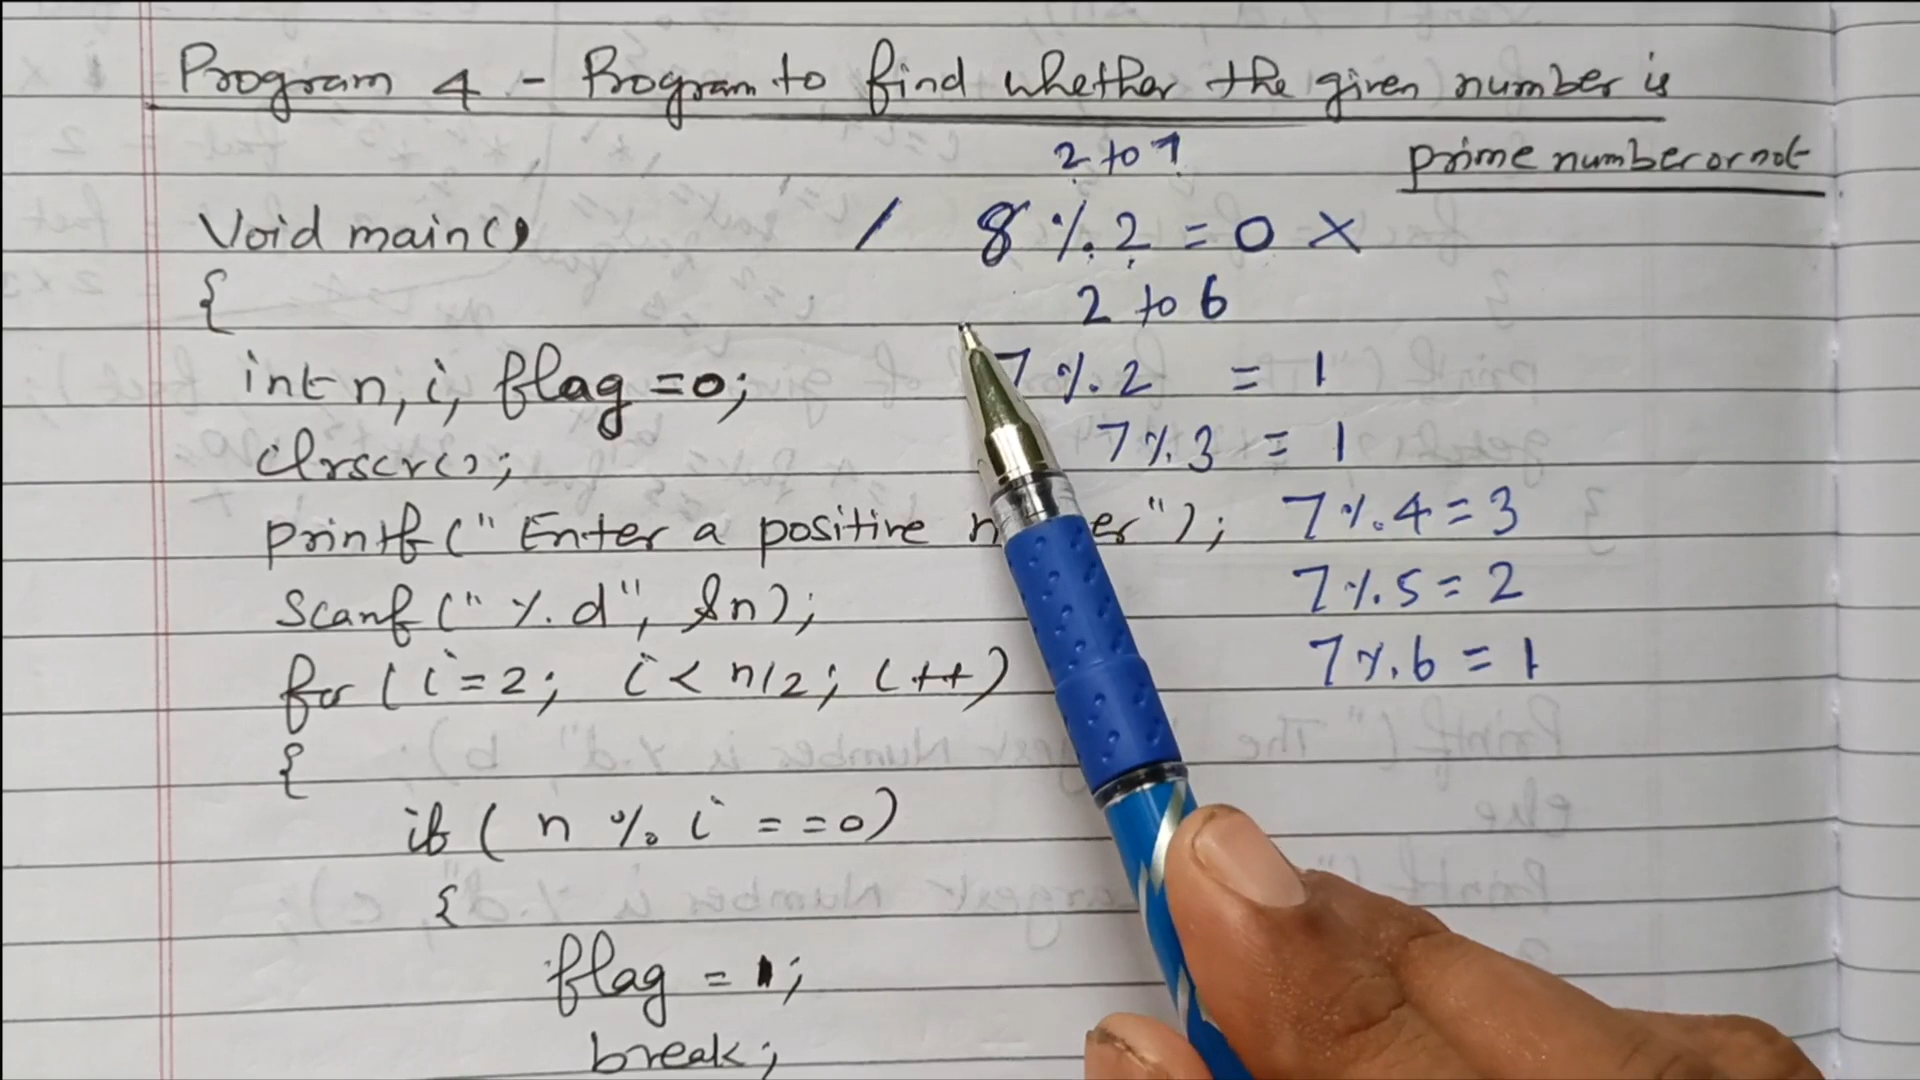 Program 4 - Program to find whether the given number is
prime number or not
2 to 7
Void main()
/ 8 % 2 = 0 ×
{
2 to 6
int n, i, flag = 0;
7 % 2 = 1
clrscr();
7 % 3 = 1
printf(" Enter a positive n er");
7 % 4 = 3
scanf(" % d", &n);
7 % 5 = 2
for (i = 2; i < n/2; i ++)
7 % 6 = 1
{
if ( n % i = = 0)
{
flag = 1;
break;